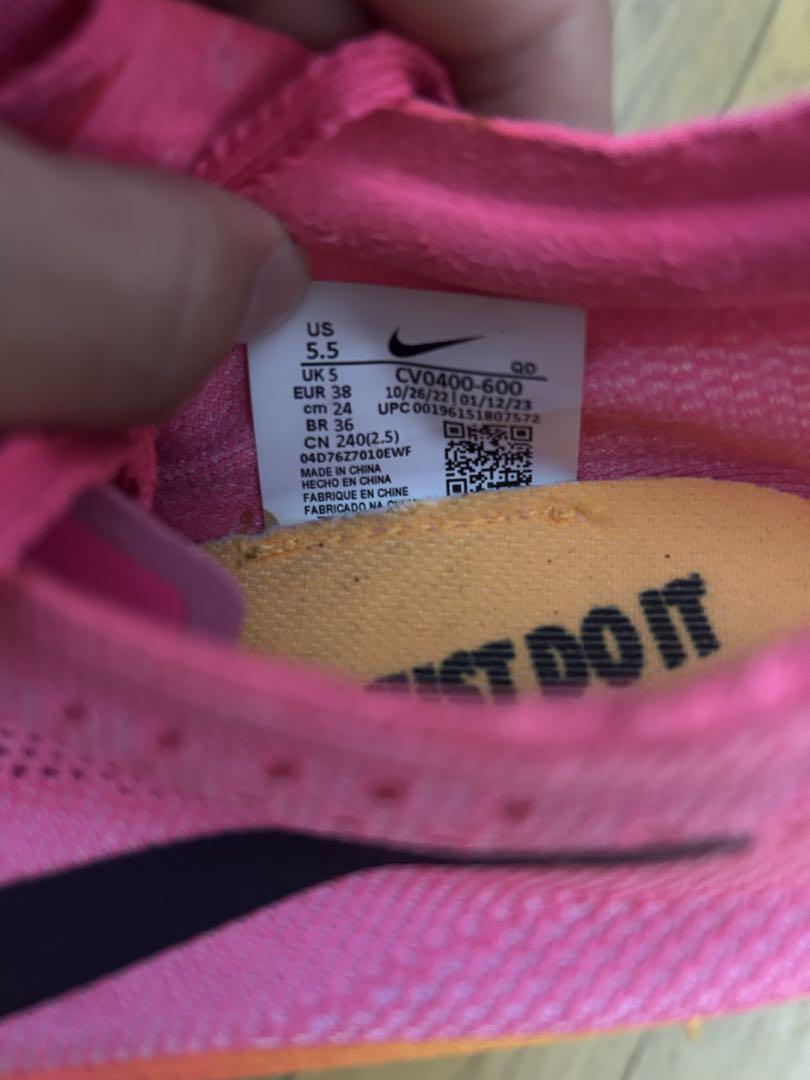 US
5.5
QD
UK 5 CV0400-600
EUR 38 10/26/22 | 01/12/23
cm 24 UPC 00196151807572
BR 36
CN 240(2.5)
04D76Z7010EWF
MADE IN CHINA
HECHO EN CHINA
FABRIQUE EN CHINE
FABRICADO NA
DO IT